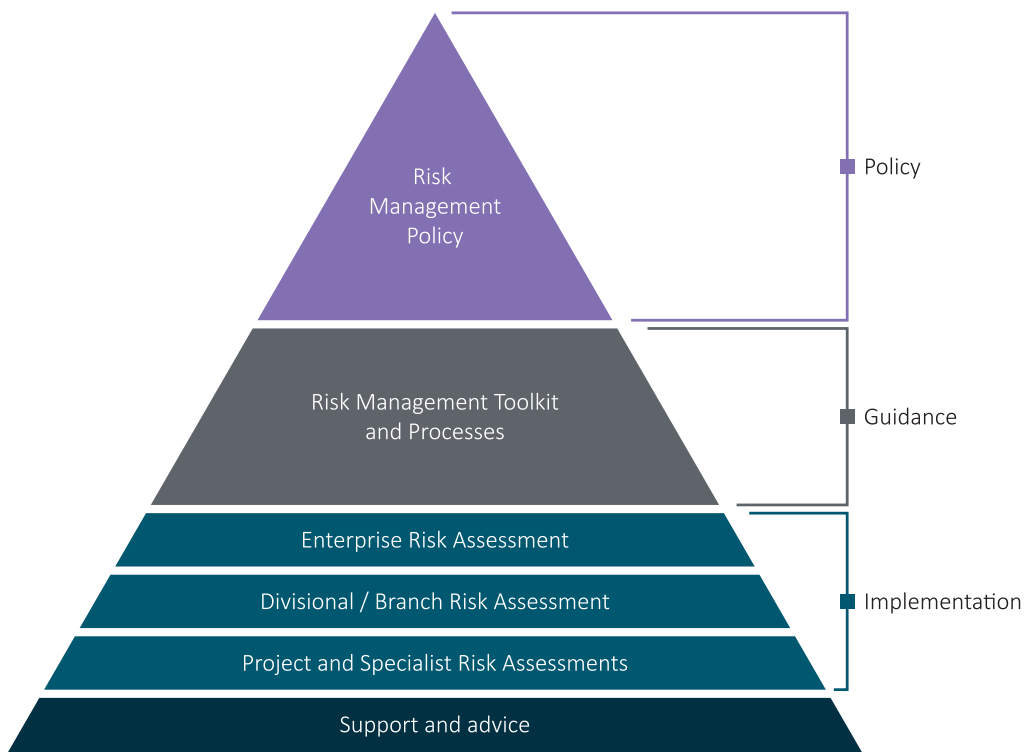 Risk
Management
Policy
Policy
Risk Management Toolkit
and Processes
Guidance
Enterprise Risk Assessment
Divisional / Branch Risk Assessment
Implementation
Project and Specialist Risk Assessments
Support and advice